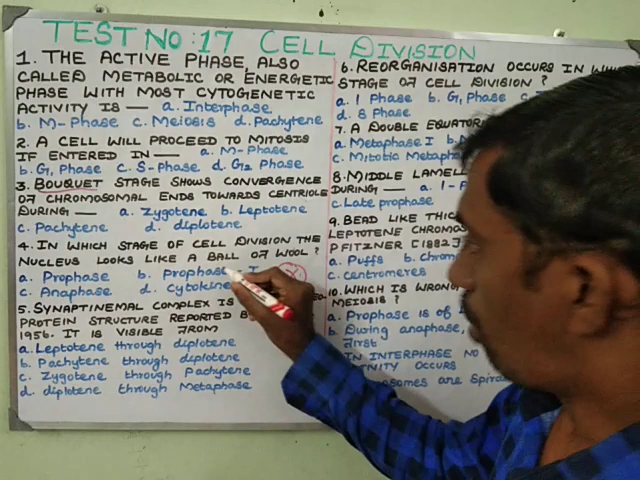 TEST NO : 17 CELL DIVISION
1. THE ACTIVE PHASE ALSO
CALLED METABOLIC OR ENERGETIC
PHASE WITH MOST CYTOGENETIC
ACTIVITY IS — a. Interphase
b. M-Phase c. Meiosis d. Pachytene
2. A CELL WILL PROCEED TO MITOSIS
IF ENTERED IN — a. M-Phase
b. G1 Phase c. S-Phase d. G2 Phase
3. BOUQUET STAGE SHOWS CONVERGENCE
OF CHROMOSOMAL ENDS TOWARDS CENTRIOLE
DURING — a. Zygotene b. Leptotene
c. Pachytene d. diplotene
4. IN WHICH STAGE OF CELL DIVISION THE
NUCLEUS LOOKS LIKE A BALL OF WOOL ?
a. Prophase b. Prophase I
c. Anaphase d. Cytokine
5. SYNAPTINEMAL COMPLEX IS
PROTEIN STRUCTURE REPORTED
1956. IT IS VISIBLE FROM
a. Leptotene through diplotene
b. Pachytene through diplotene
c. Zygotene through Pachytene
d. diplotene through Metaphase
6. REORGANISATION OCCURS IN WHICH
STAGE OF CELL DIVISION ?
a. I Phase b. G1 Phase c.
d. S Phase
7. A DOUBLE EQUATOR
a. Metaphase I b.
c. Mitotic Metaph
8. MIDDLE LAMELL
DURING — a. I-P
c. Late prophase
9. BEAD LIKE THIC
LEPTOTENE CHROMO
PFITZNER [1882]
a. Puffs b. Chrom
c. centromeres
10. WHICH IS WRONG
MEIOSIS ?
a. Prophase is of
b. During anaphase,
first
IN INTERPHASE NO
OCCURS
are Spiral